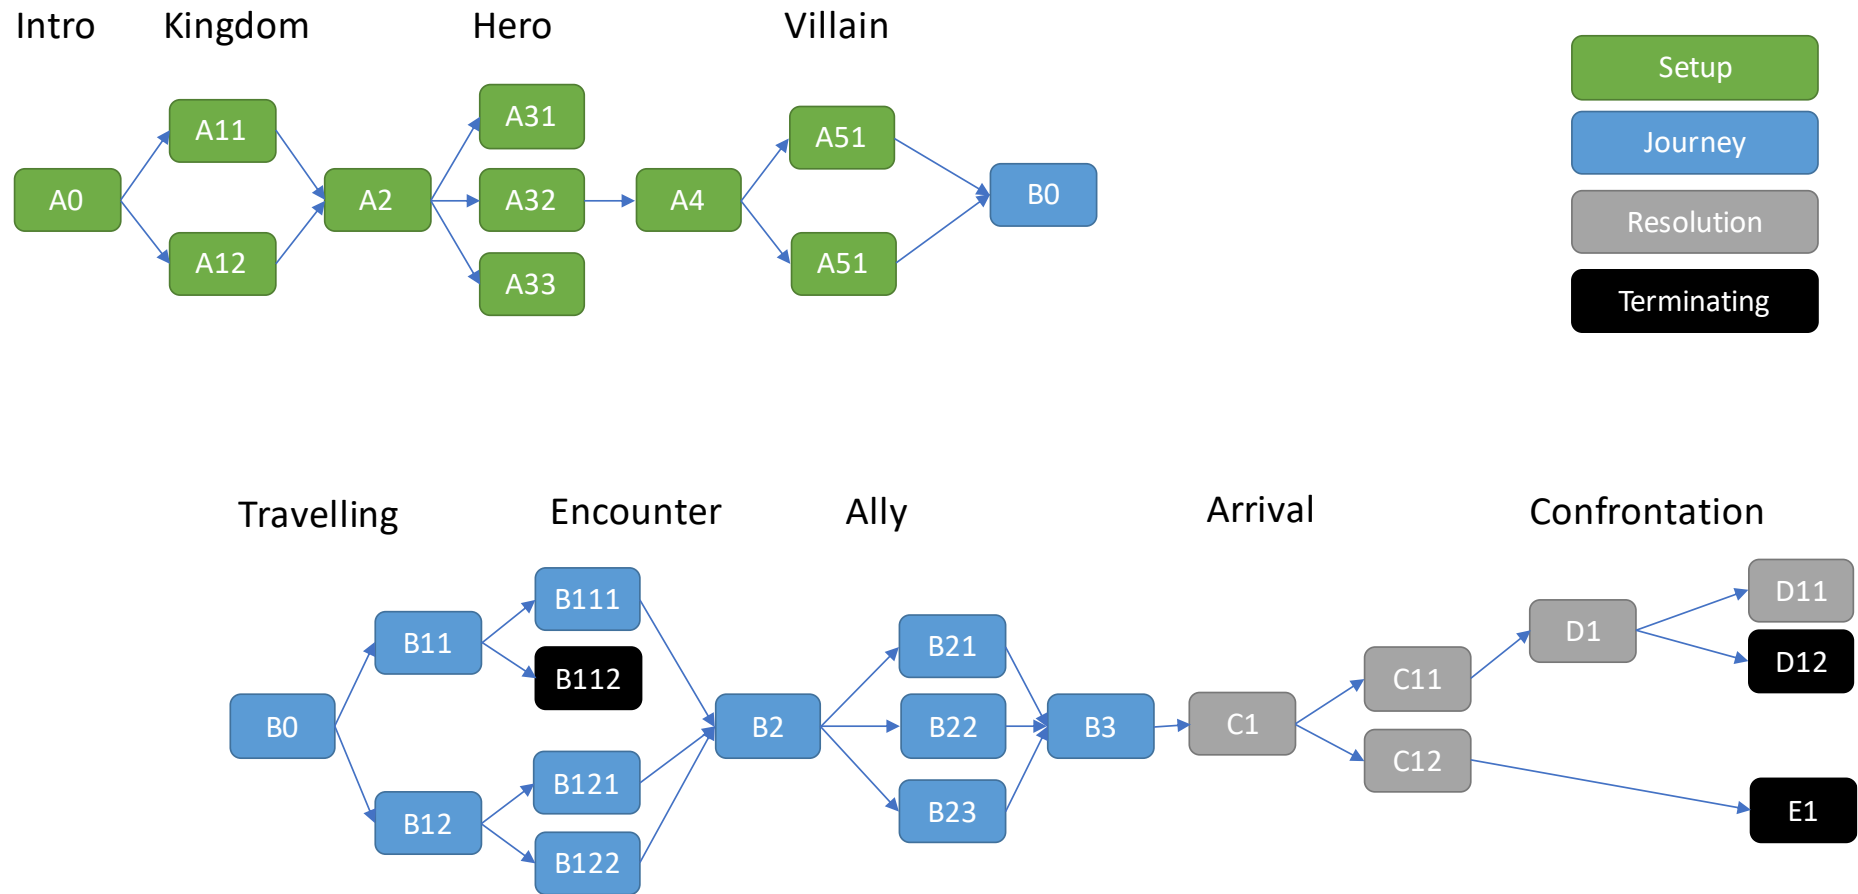 Intro
Kingdom
Hero
Villain
Setup
Journey
Resolution
Terminating
A0
A11
A12
A2
A31
A32
A33
A4
A51
A51
B0
Travelling
Encounter
Ally
Arrival
Confrontation
B0
B11
B12
B111
B112
B121
B122
B2
B21
B22
B23
B3
C1
C11
C12
D1
D11
D12
E1